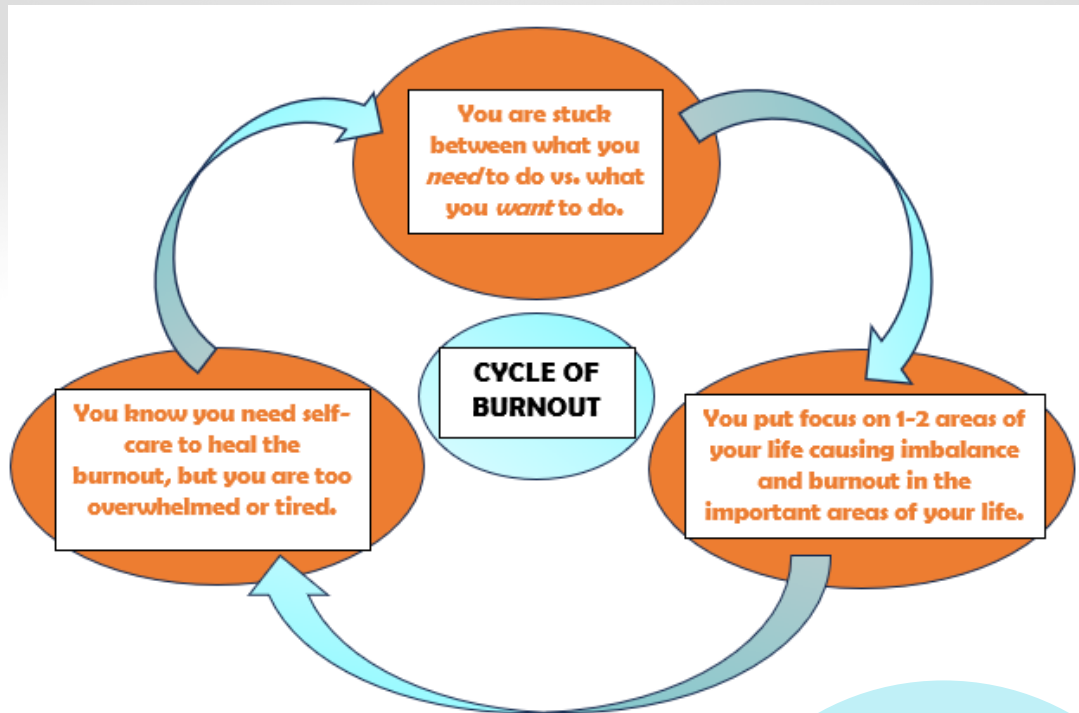 You are stuck
between what you
need to do vs. what
you want to do.
CYCLE OF
BURNOUT
You know you need self-
care to heal the
burnout, but you are too
overwhelmed or tired.
You put focus on 1-2 areas of
your life causing imbalance
and burnout in the
important areas of your life.